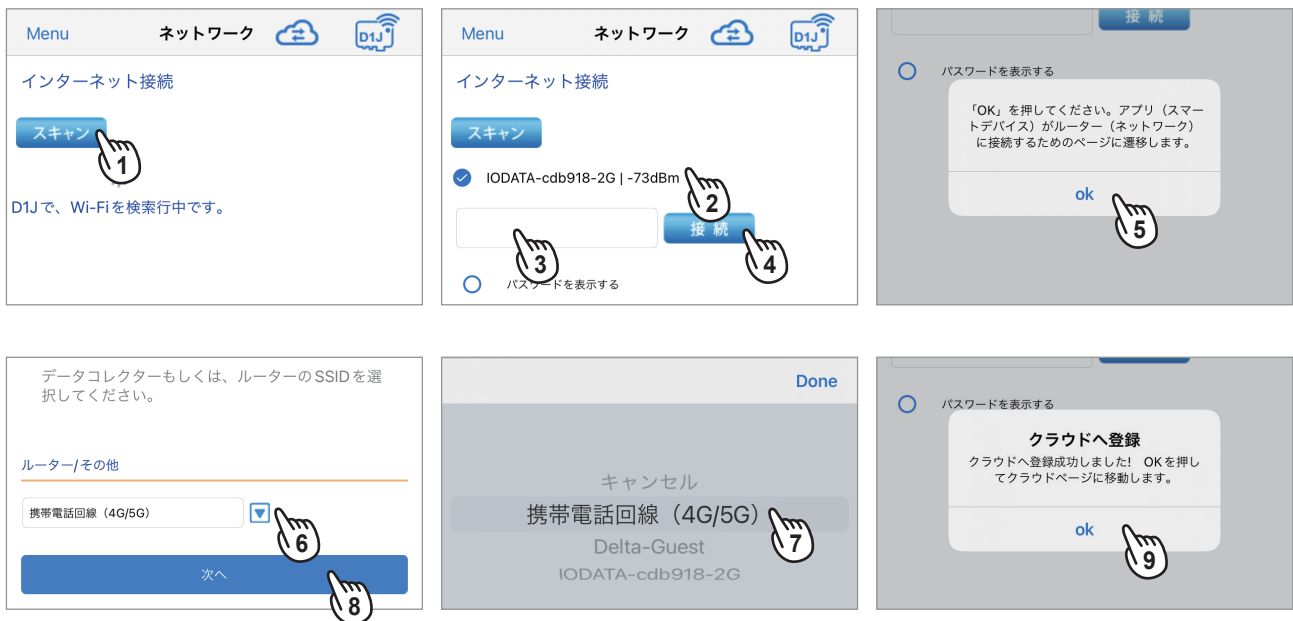 Menu ネットワーク D1J
インターネット接続
スキャン
1
D1Jで、Wi-Fiを検索行中です。
Menu ネットワーク D1J
インターネット接続
スキャン
IODATA-cdb918-2G | -73dBm
2
接 続
3
4
パスワードを表示する
接 続
パスワードを表示する
「OK」を押してください。アプリ（スマー
トデバイス）がルーター（ネットワーク）
に接続するためのページに遷移します。
ok
5
データコレクターもしくは、ルーターのSSIDを選
択してください。
ルーター/その他
携帯電話回線（4G/5G）
6
次へ
8
Done
キャンセル
携帯電話回線（4G/5G）
7
Delta-Guest
IODATA-cdb918-2G
パスワードを表示する
クラウドへ登録
クラウドへ登録成功しました! OKを押し
てクラウドページに移動します。
ok
9